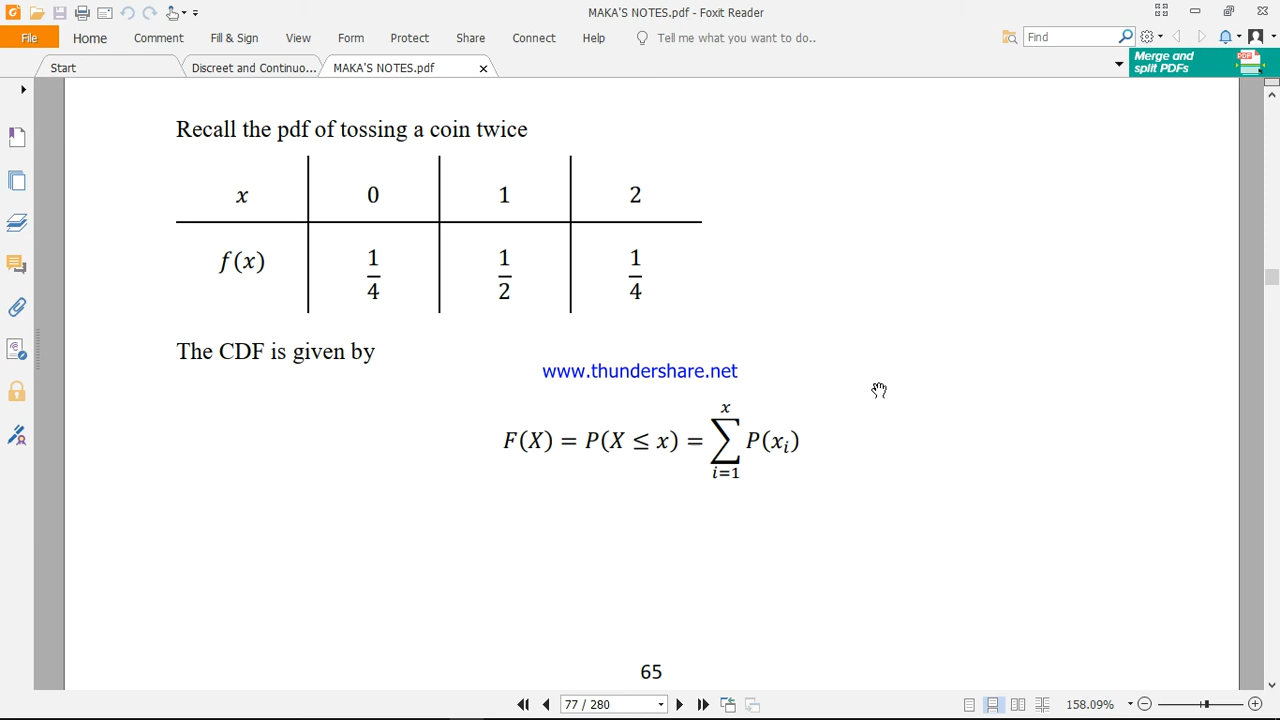 MAKA'S NOTES.pdf - Foxit Reader
File Home Comment Fill & Sign View Form Protect Share Connect Help Tell me what you want to do.. Find
Start Discreet and Continuo... MAKA'S NOTES.pdf × Merge and
split PDFs
Recall the pdf of tossing a coin twice
x 0 1 2
f(x) 1/4 1/2 1/4
The CDF is given by
www.thundershare.net
F(X) = P(X ≤ x) = ∑_{i=1}^{x} P(x_i)
65
77 / 280 158.09%